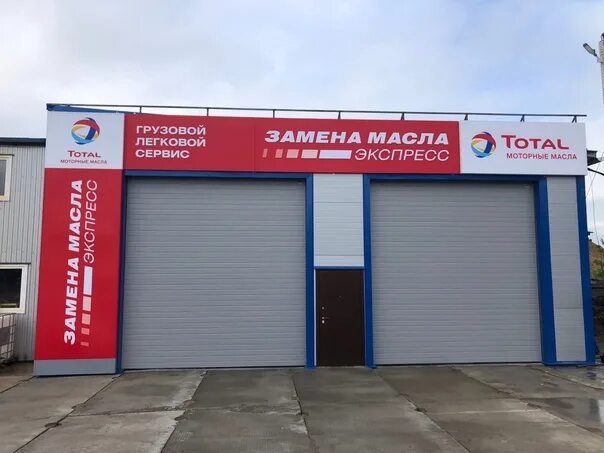 TOTAL
МОТОРНЫЕ МАСЛА
ГРУЗОВОЙ
ЛЕГКОВОЙ
СЕРВИС
ЗАМЕНА МАСЛА
ЭКСПРЕСС
TOTAL
МОТОРНЫЕ МАСЛА
ЗАМЕНА МАСЛА
ЭКСПРЕСС